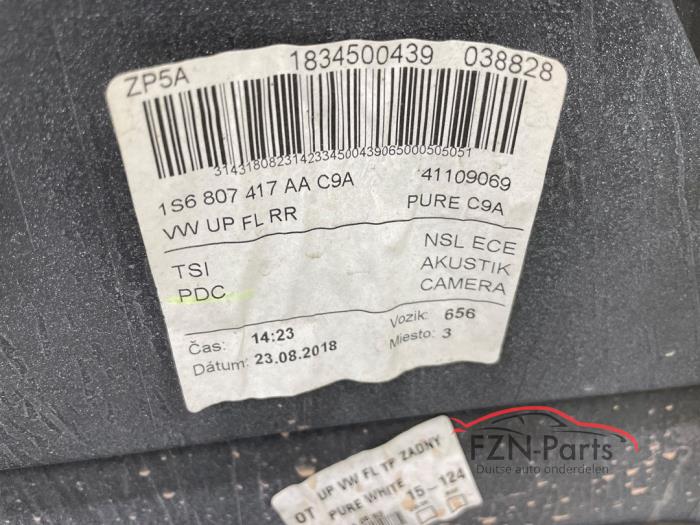 ZP5A 1834500439 038828
3143180823142334500439065000505051
1S6 807 417 AA C9A 41109069
VW UP FL RR PURE C9A
TSI NSL ECE
PDC AKUSTIK
CAMERA
Čas: 14:23 Vozik: 656
Dátum: 23.08.2018 Miesto: 3
FZN-Parts
Duitse auto onderdelen
UP VW FL TP ZADNY
OT PURE WHITE 15-124